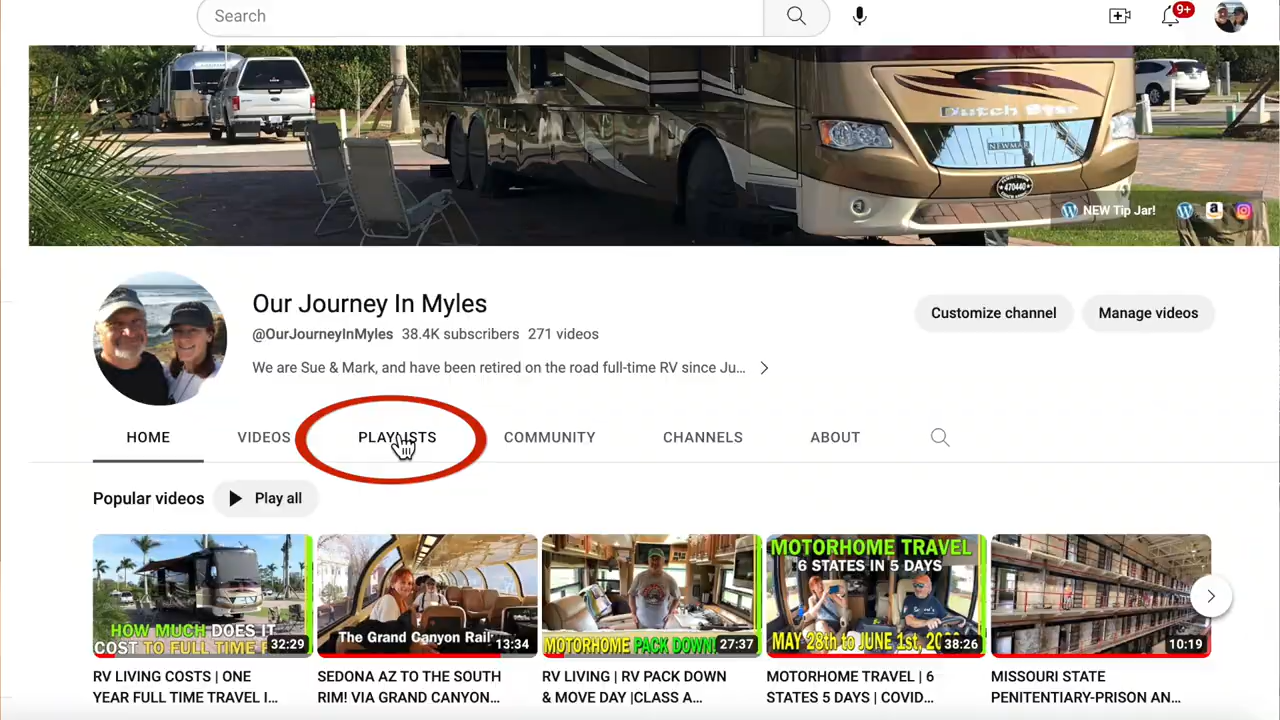 Search
9+
Dutch Star
NEWMAR
470440
NEW Tip Jar!
Our Journey In Myles
@OurJourneyInMyles 38.4K subscribers 271 videos
We are Sue & Mark, and have been retired on the road full-time RV since Ju...
Customize channel
Manage videos
HOME VIDEOS PLAYLISTS COMMUNITY CHANNELS ABOUT
Popular videos Play all
HOW MUCH DOES IT
COST TO FULL TIME
32:29
The Grand Canyon Rail
13:34
MOTORHOME PACK DOWN!
27:37
MOTORHOME TRAVEL
6 STATES IN 5 DAYS
MAY 28th to JUNE 1st,
38:26
10:19
RV LIVING COSTS | ONE
YEAR FULL TIME TRAVEL I...
SEDONA AZ TO THE SOUTH
RIM! VIA GRAND CANYON...
RV LIVING | RV PACK DOWN
& MOVE DAY |CLASS A...
MOTORHOME TRAVEL | 6
STATES 5 DAYS | COVID...
MISSOURI STATE
PENITENTIARY-PRISON AN...